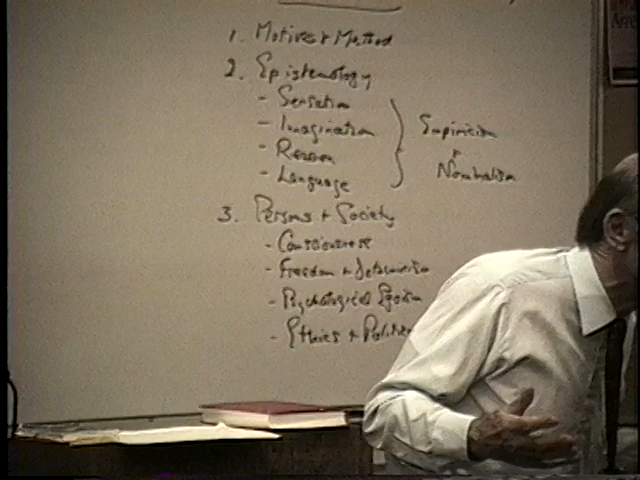 1. Motives + Method
2. Epistemology
- Sensation
- Imagination
- Reason
- Language
Empiricism
+
Nominalism
3. Persons + Society
- Consciousness
- Freedom + determinism
- Psychological Egoism
- Ethics + Politics